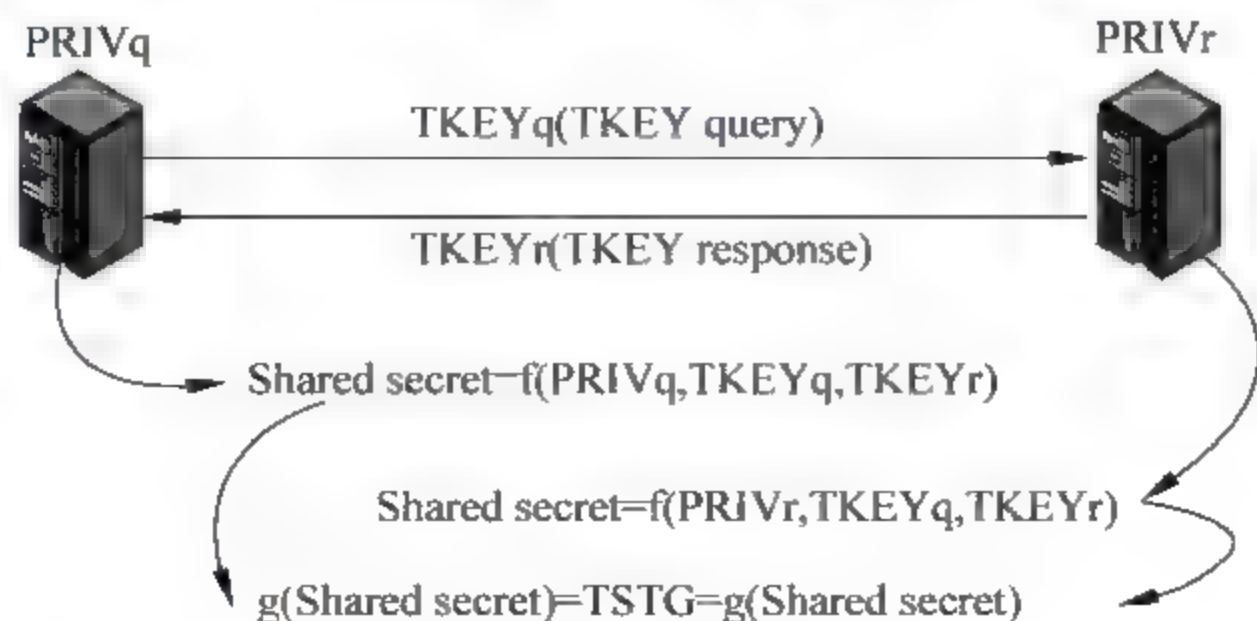 PRIVq
PRIVr
TKEYq(TKEY query)
TKEYr(TKEY response)
Shared secret=f(PRIVq,TKEYq,TKEYr)
Shared secret=f(PRIVr,TKEYq,TKEYr)
g(Shared secret)=TSTG=g(Shared secret)